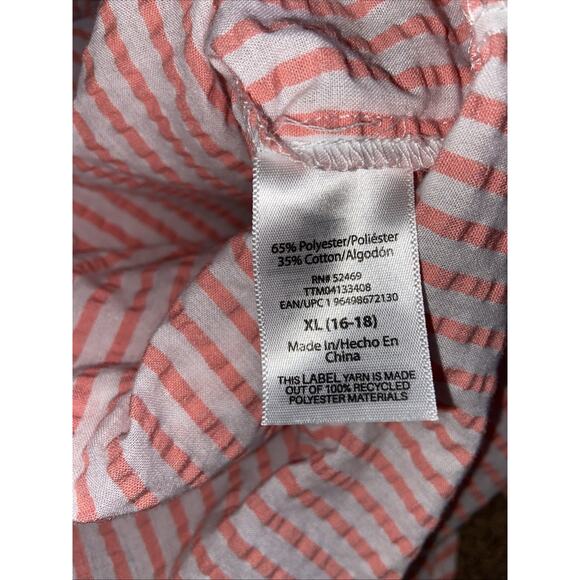 65% Polyester/Poliéster
35% Cotton/Algodón
RN# 52469
TTM04133408
EAN/UPC 1 96498672130
XL (16-18)
Made In/Hecho En
China
THIS LABEL YARN IS MADE
OUT OF 100% RECYCLED
POLYESTER MATERIALS